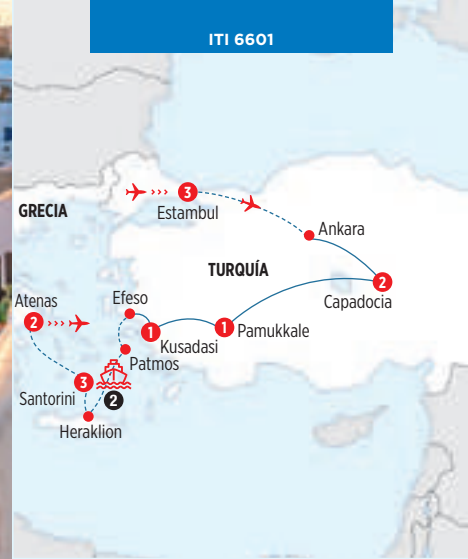 ITI 6601
3
GRECIA
Estambul
Ankara
TURQUÍA
2
Capadocia
Atenas
2
Efeso
1
Kusadasi
1
Pamukkale
Patmos
3
2
Santorini
Heraklion